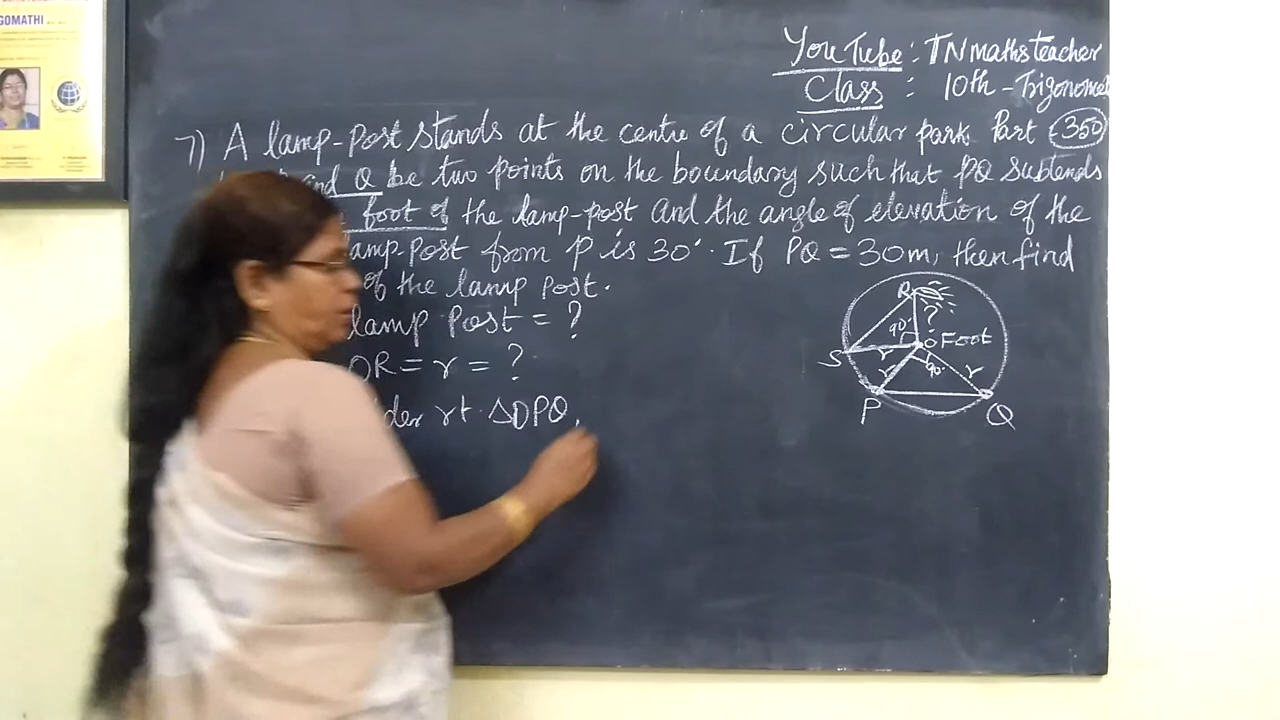 GOMATHI
YouTube : TN maths teacher
Class : 10th - Trigonomet
7) A lamp-post stands at the centre of a circular park. Part 350
and Q be two points on the boundary such that PQ subtends
foot of the lamp-post and the angle of elevation of the
lamp-post from P is 30°. If PQ = 30m, then find
of the lamp post.
lamp Post = ?
OR = r = ?
der rt. ΔOPQ,
R
?
90°
O Foot
S
r
r
90°
r
P
Q